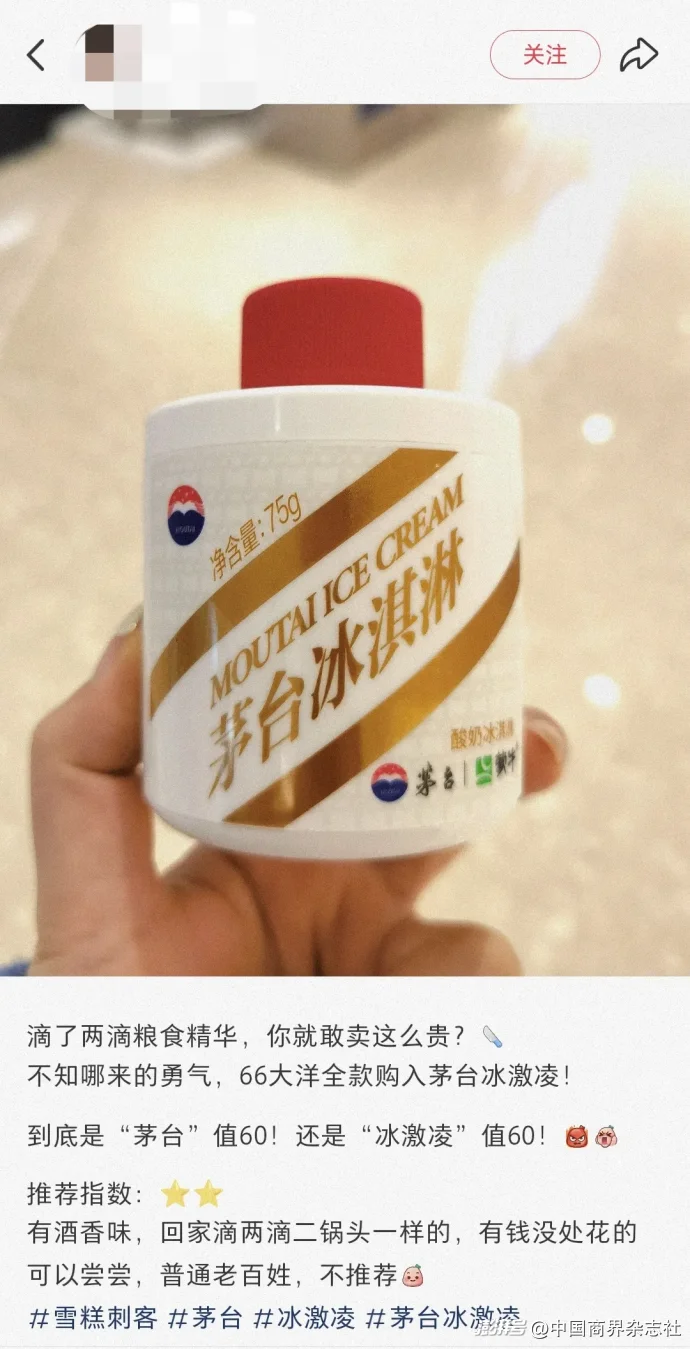 关注
净含量:75g
MOUTAI ICE CREAM
茅台冰淇淋
酸奶冰淇淋
茅台|蒙牛
滴了两滴粮食精华，你就敢卖这么贵？🔪
不知哪来的勇气，66大洋全款购入茅台冰激凌！
到底是“茅台”值60！还是“冰激凌”值60！
推荐指数：⭐⭐
有酒香味，回家滴两滴二锅头一样的，有钱没处花的
可以尝尝，普通老百姓，不推荐
#雪糕刺客 #茅台 #冰激凌 #茅台冰激凌
@中国商界杂志社